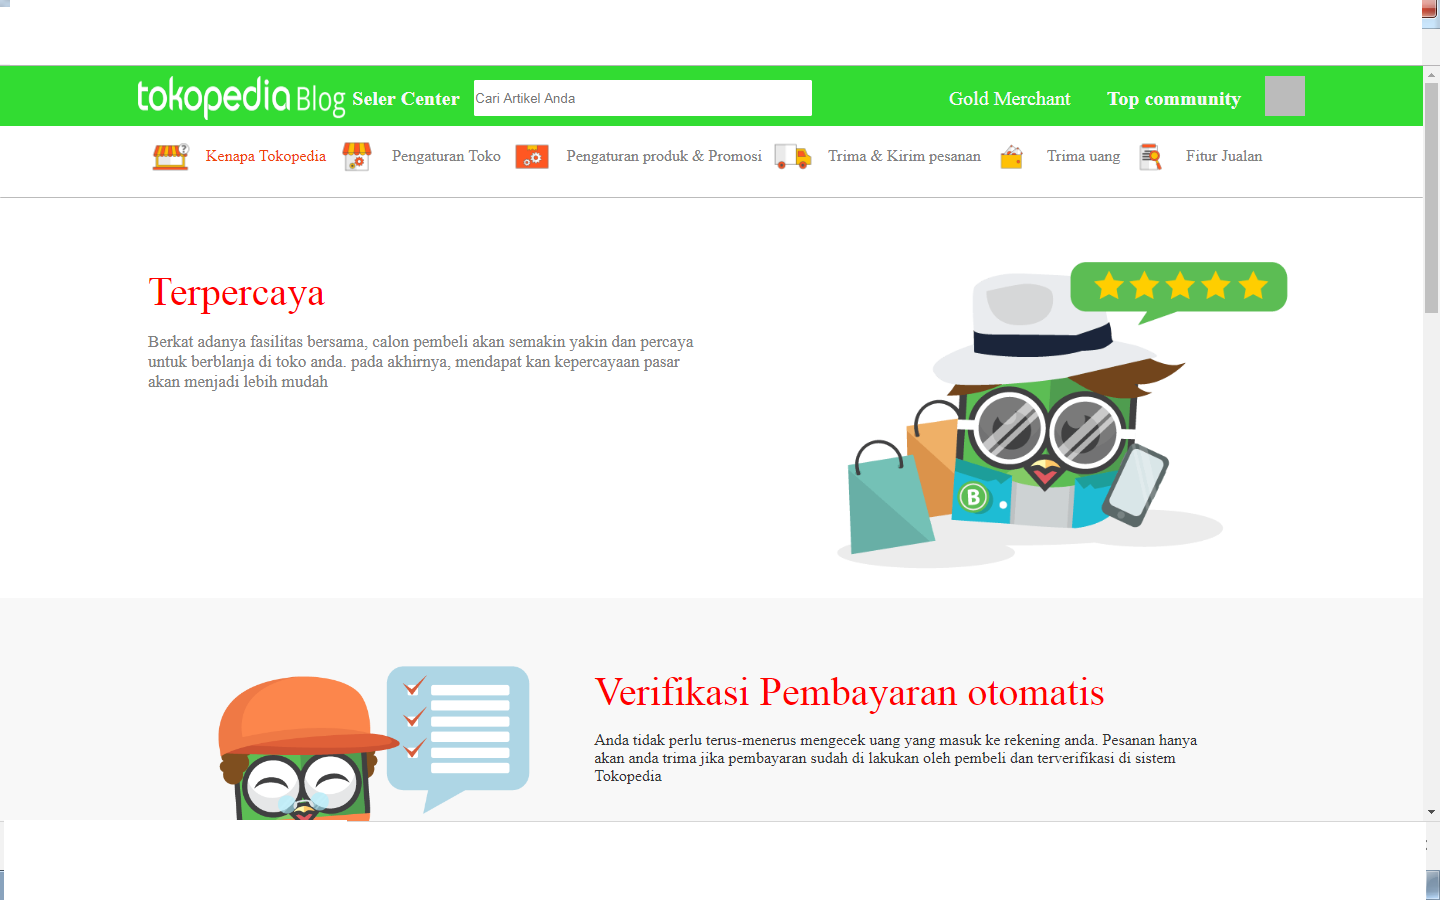 tokopedia Blog Seler Center Cari Artikel Anda Gold Merchant Top community
? Kenapa Tokopedia Pengaturan Toko Pengaturan produk & Promosi Trima & Kirim pesanan Trima uang Fitur Jualan
Terpercaya
Berkat adanya fasilitas bersama, calon pembeli akan semakin yakin dan percaya
untuk berblanja di toko anda. pada akhirnya, mendapat kan kepercayaan pasar
akan menjadi lebih mudah
B
Verifikasi Pembayaran otomatis
Anda tidak perlu terus-menerus mengecek uang yang masuk ke rekening anda. Pesanan hanya
akan anda trima jika pembayaran sudah di lakukan oleh pembeli dan terverifikasi di sistem
Tokopedia